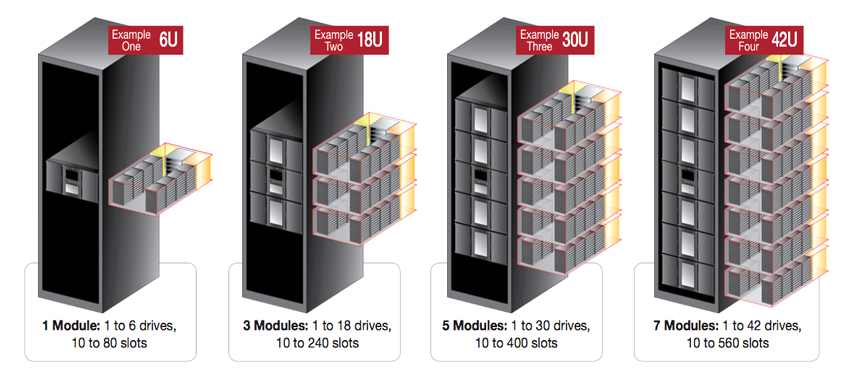 Example One 6U
Example Two 18U
Example Three 30U
Example Four 42U
1 Module: 1 to 6 drives,
10 to 80 slots
3 Modules: 1 to 18 drives,
10 to 240 slots
5 Modules: 1 to 30 drives,
10 to 400 slots
7 Modules: 1 to 42 drives,
10 to 560 slots